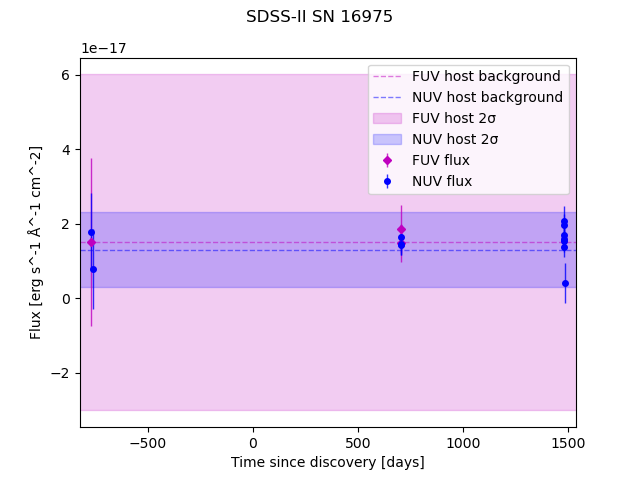 SDSS-II SN 16975
1e−17
FUV host background
NUV host background
FUV host 2σ
NUV host 2σ
FUV flux
NUV flux
6
4
2
0
−2
Flux [erg s^-1 Å^-1 cm^-2]
−500
0
500
1000
1500
Time since discovery [days]